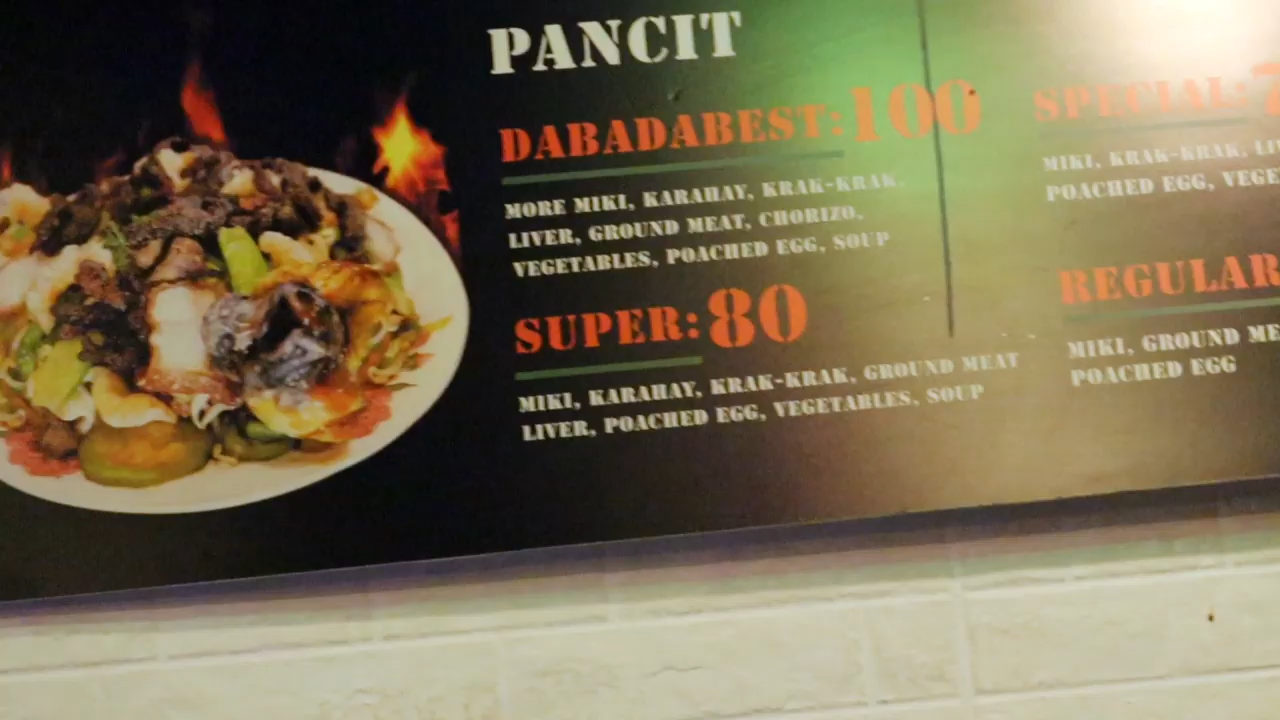 PANCIT
DABADABEST: 100
MORE MIKI, KARAHAY, KRAK-KRAK,
LIVER, GROUND MEAT, CHORIZO,
VEGETABLES, POACHED EGG, SOUP
SUPER: 80
MIKI, KARAHAY, KRAK-KRAK, GROUND MEAT
LIVER, POACHED EGG, VEGETABLES, SOUP
SPECIAL:
MIKI, KRAK-KRAK,
POACHED EGG,
REGULAR
MIKI, GROUND
POACHED EGG